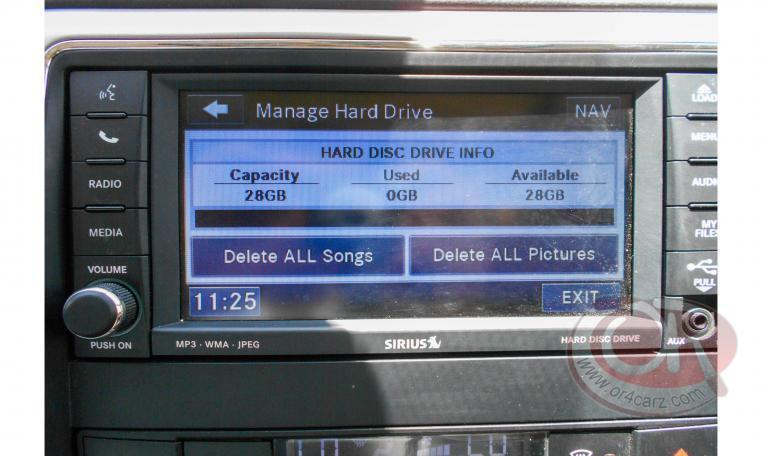 Manage Hard Drive
NAV
HARD DISC DRIVE INFO
Capacity Used Available
28GB 0GB 28GB
Delete ALL Songs Delete ALL Pictures
11:25
EXIT
RADIO
MEDIA
VOLUME
PUSH ON
LOAD
MENU
MY
PULL
AUX
MP3 · WMA · JPEG
SIRIUS
HARD DISC DRIVE
www.or4carz.com